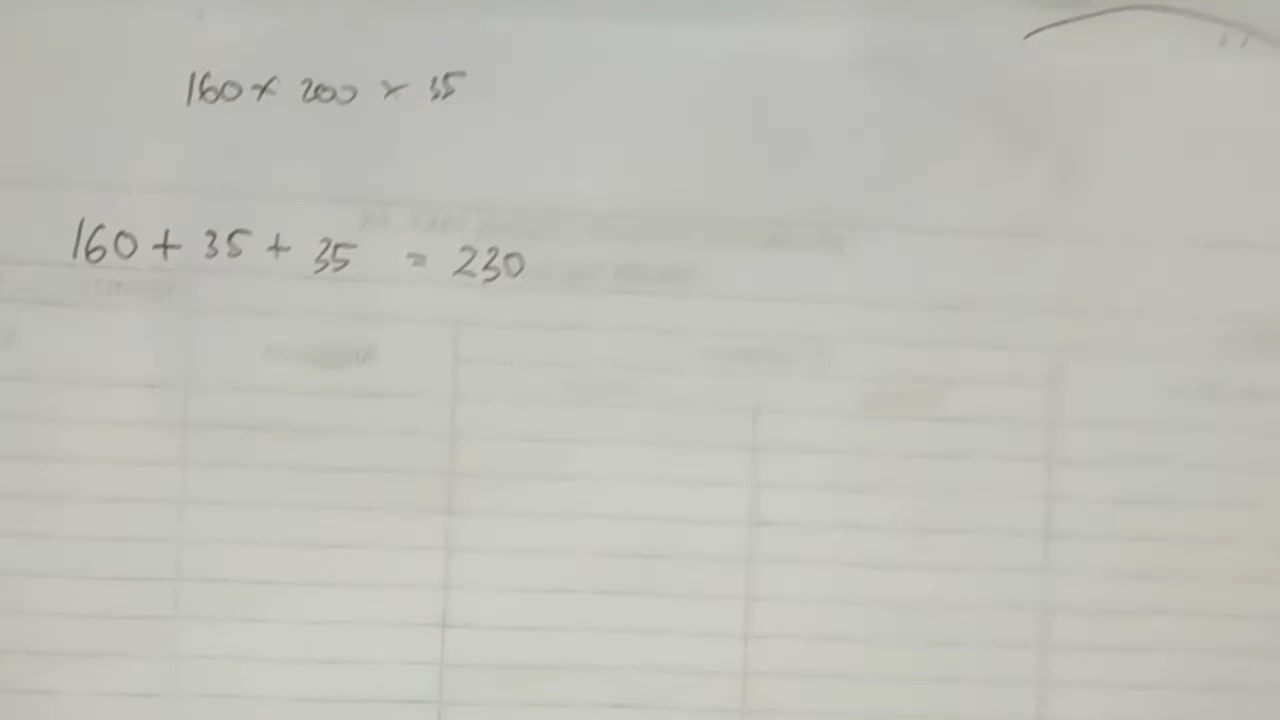 160 × 200 × 35
160 + 35 + 35 = 230